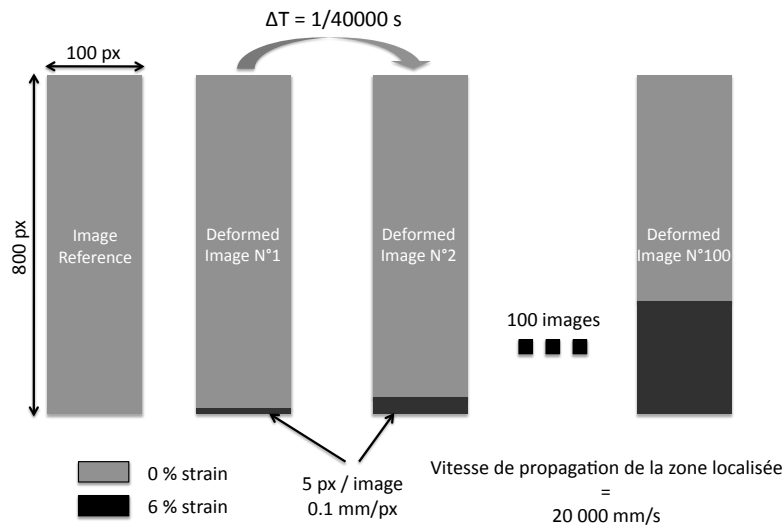 ΔT = 1/40000 s
100 px
800 px
Image
Reference
Deformed
Image N°1
Deformed
Image N°2
Deformed
Image N°100
100 images
0 % strain
6 % strain
5 px / image
0.1 mm/px
Vitesse de propagation de la zone localisée
=
20 000 mm/s